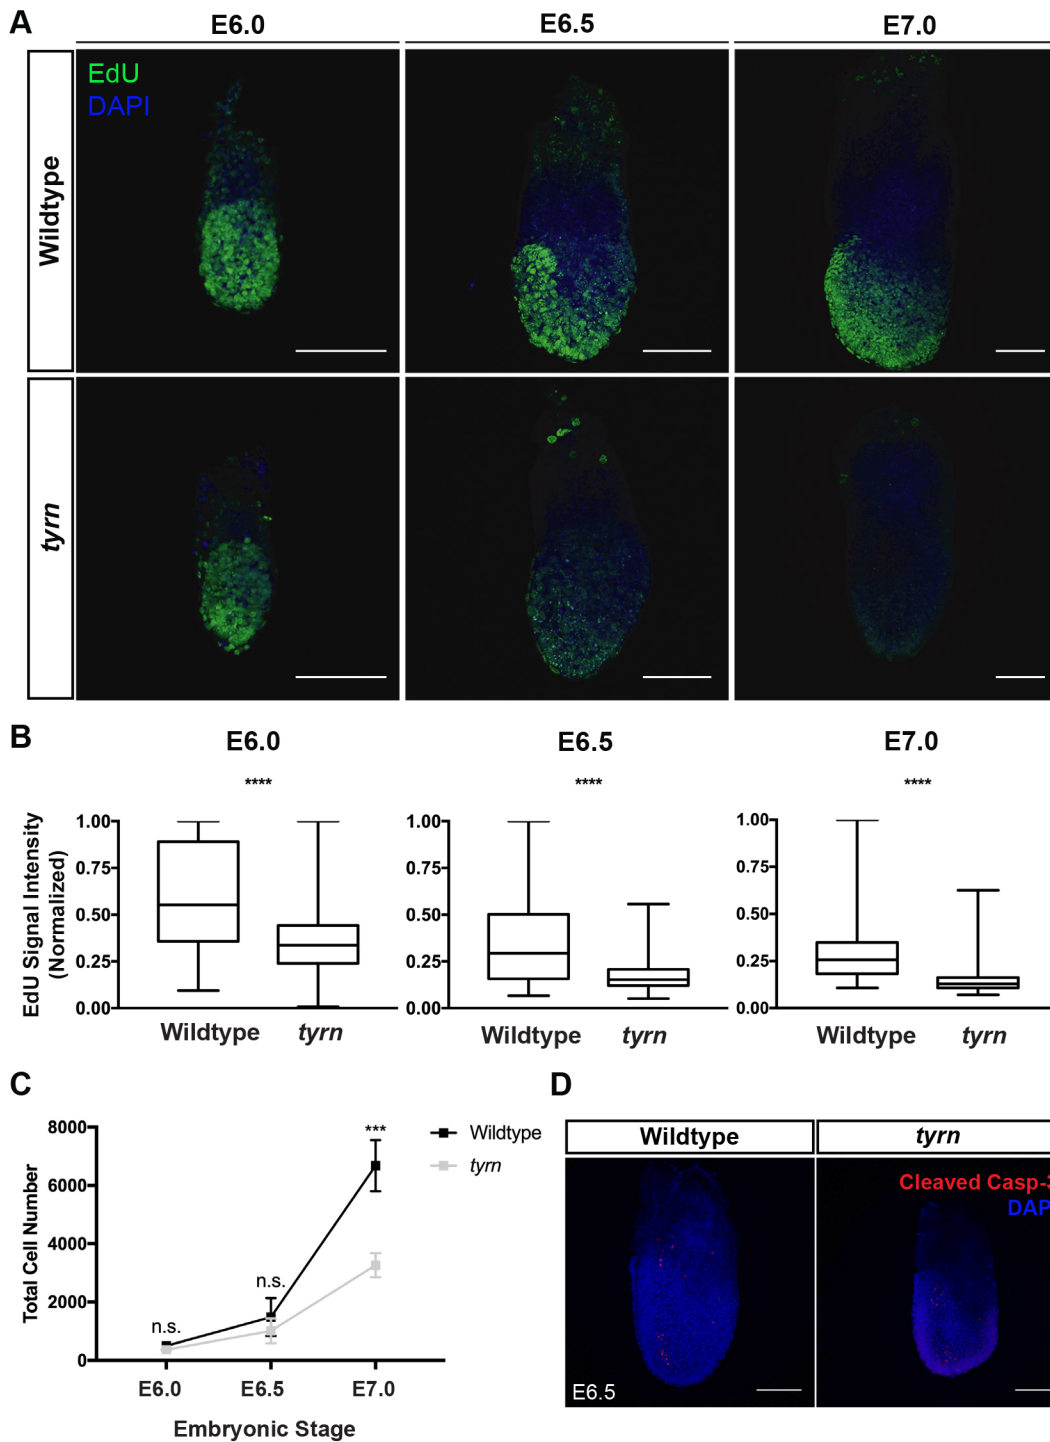 A
E6.0 E6.5 E7.0
EdU
DAPI
Wildtype
tyrn
B
E6.0 E6.5 E7.0
**** **** ****
EdU Signal Intensity
(Normalized)
1.00 1.00 1.00
0.75 0.75 0.75
0.50 0.50 0.50
0.25 0.25 0.25
0.00 0.00 0.00
Wildtype tyrn Wildtype tyrn Wildtype tyrn
C
Total Cell Number
8000
6000
4000
2000
0
n.s. n.s. ***
Wildtype
tyrn
E6.0 E6.5 E7.0
Embryonic Stage
D
Wildtype tyrn
Cleaved Casp-3
DAP
E6.5